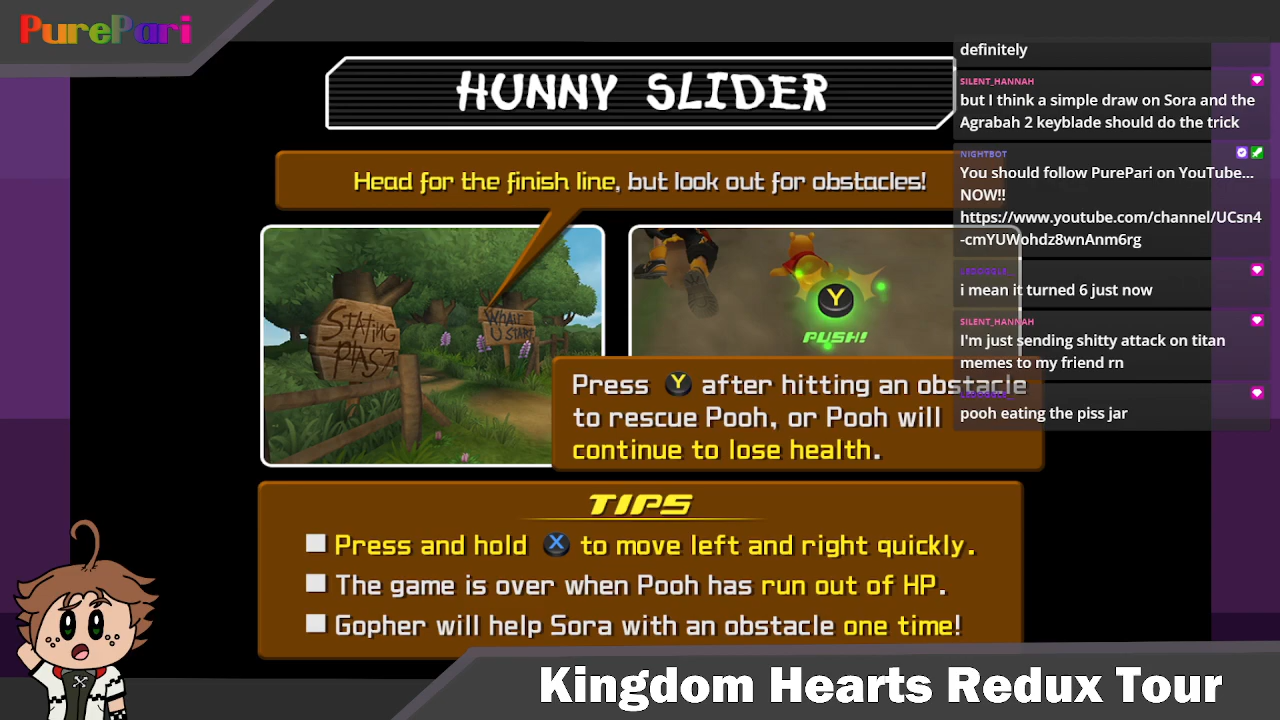 PurePari
HUNNY SLIDER
Head for the finish line, but look out for obstacles!
STATING
PLAS
WHARE
U START
Y
PUSH!
Press Y after hitting an obstacle
to rescue Pooh, or Pooh will
continue to lose health.
TIPS
Press and hold X to move left and right quickly.
The game is over when Pooh has run out of HP.
Gopher will help Sora with an obstacle one time!
Kingdom Hearts Redux Tour
definitely
SILENT_HANNAH
but I think a simple draw on Sora and the
Agrabah 2 keyblade should do the trick
NIGHTBOT
You should follow PurePari on YouTube...
NOW!!
https://www.youtube.com/channel/UCsn4
-cmYUWohdz8wnAnm6rg
i mean it turned 6 just now
SILENT_HANNAH
I'm just sending shitty attack on titan
memes to my friend rn
pooh eating the piss jar